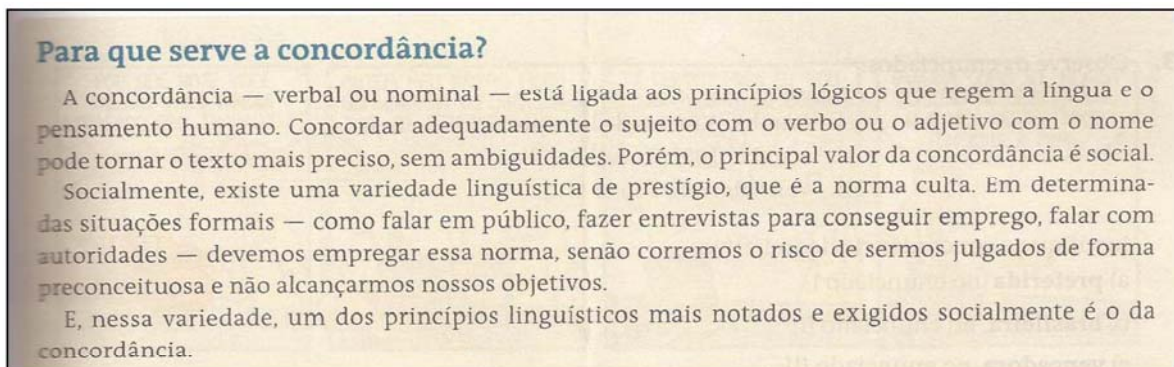 Para que serve a concordância?
A concordância — verbal ou nominal — está ligada aos princípios lógicos que regem a língua e o
pensamento humano. Concordar adequadamente o sujeito com o verbo ou o adjetivo com o nome
pode tornar o texto mais preciso, sem ambiguidades. Porém, o principal valor da concordância é social.
Socialmente, existe uma variedade linguística de prestígio, que é a norma culta. Em determina-
das situações formais — como falar em público, fazer entrevistas para conseguir emprego, falar com
autoridades — devemos empregar essa norma, senão corremos o risco de sermos julgados de forma
preconceituosa e não alcançarmos nossos objetivos.
E, nessa variedade, um dos princípios linguísticos mais notados e exigidos socialmente é o da
concordância.